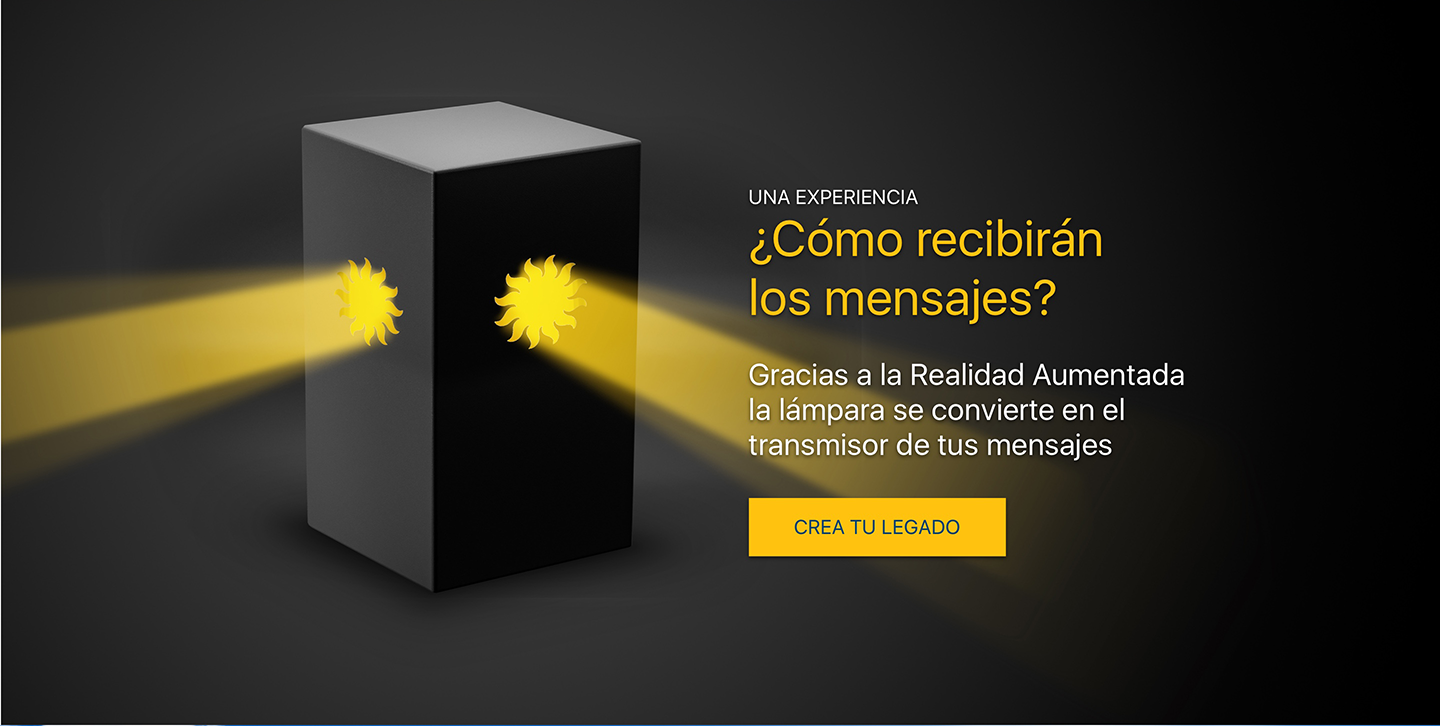 UNA EXPERIENCIA
¿Cómo recibirán
los mensajes?
Gracias a la Realidad Aumentada
la lámpara se convierte en el
transmisor de tus mensajes
CREA TU LEGADO